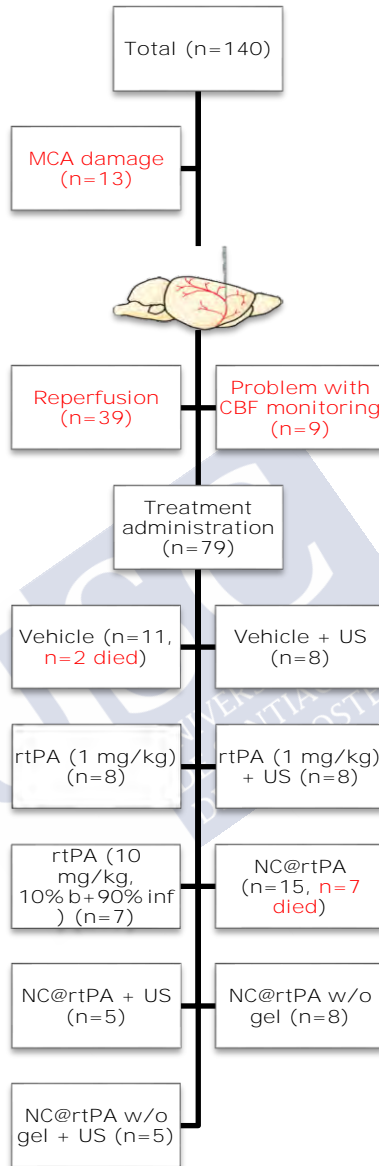 Total (n=140)
MCA damage
(n=13)
Reperfusion
(n=39)
Problem with
CBF monitoring
(n=9)
Treatment
administration
(n=79)
Vehicle (n=11,
n=2 died)
Vehicle + US
(n=8)
rtPA (1 mg/kg)
(n=8)
rtPA (1 mg/kg)
+ US (n=8)
rtPA (10
mg/kg,
10% b+90% inf
) (n=7)
NC@rtPA
(n=15, n=7
died)
NC@rtPA + US
(n=5)
NC@rtPA w/o
gel (n=8)
NC@rtPA w/o
gel + US (n=5)